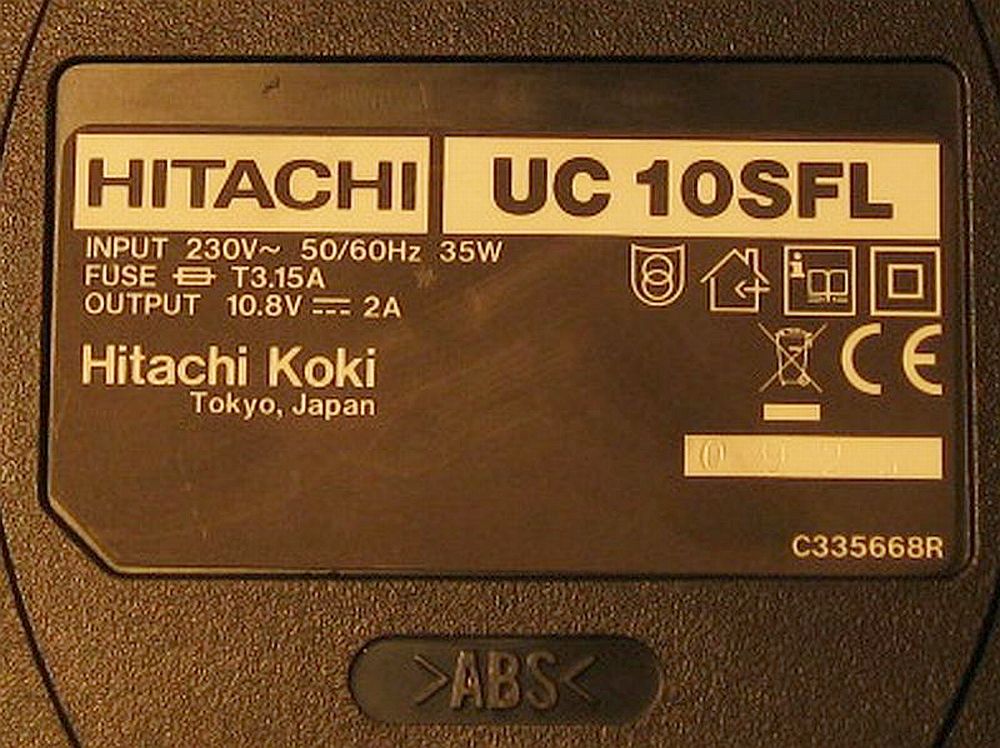 HITACHI UC 10SFL
INPUT 230V~ 50/60Hz 35W
FUSE T3.15A
OUTPUT 10.8V⎓ 2A
Hitachi Koki
Tokyo, Japan
CE
C335668R
>ABS<